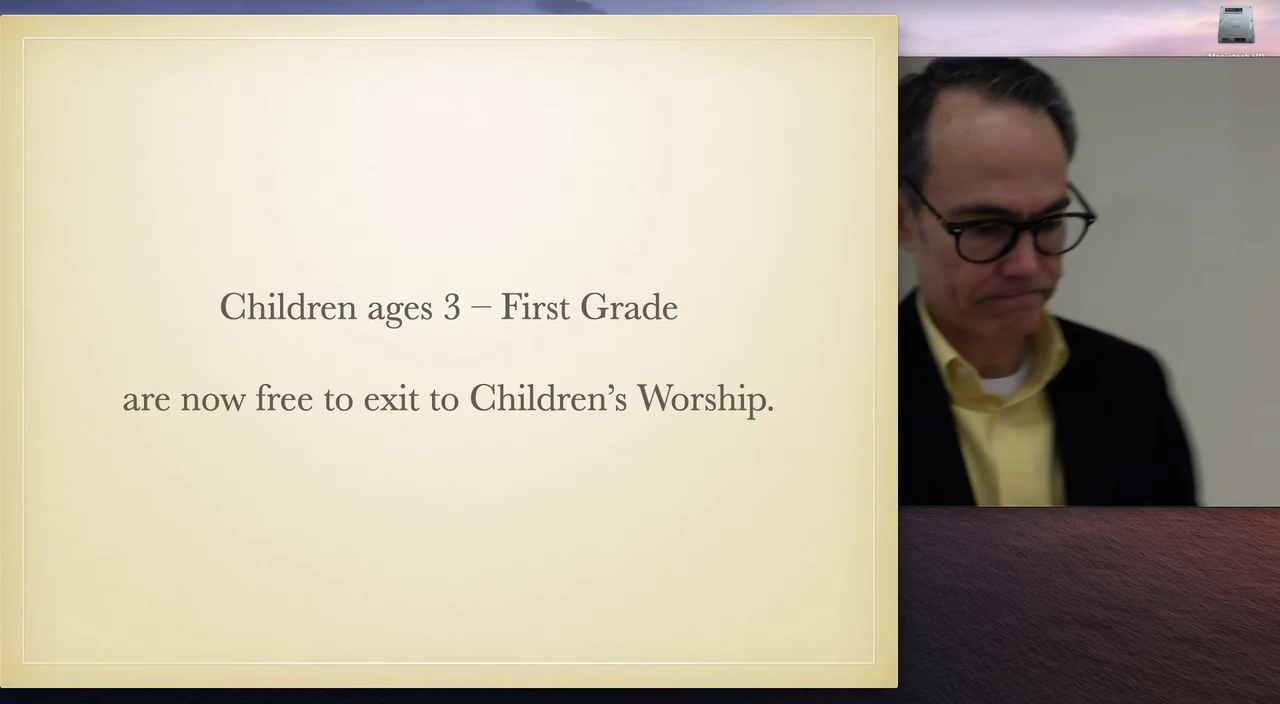 Children ages 3 – First Grade
are now free to exit to Children’s Worship.